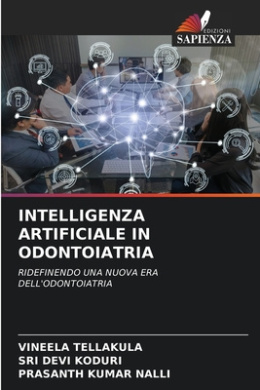 EDIZIONI
SAPIENZA
INTELLIGENZA
ARTIFICIALE IN
ODONTOIATRIA
RIDEFINENDO UNA NUOVA ERA
DELL'ODONTOIATRIA
VINEELA TELLAKULA
SRI DEVI KODURI
PRASANTH KUMAR NALLI